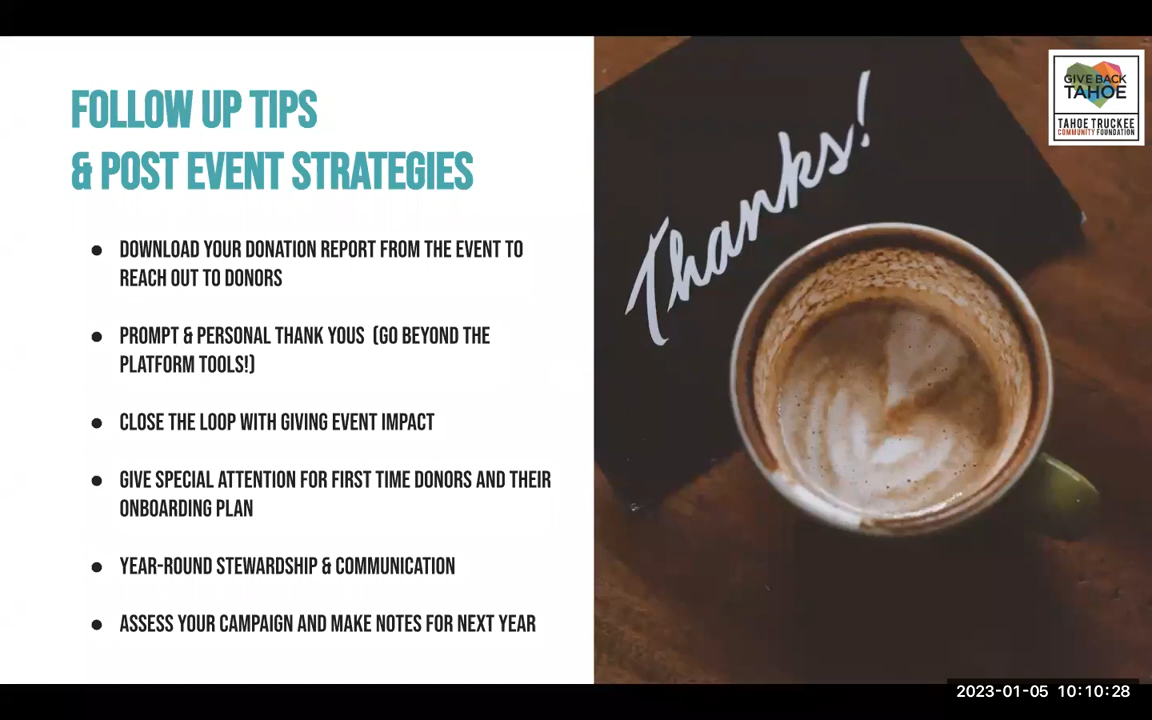 FOLLOW UP TIPS
& POST EVENT STRATEGIES
● DOWNLOAD YOUR DONATION REPORT FROM THE EVENT TO
REACH OUT TO DONORS
● PROMPT & PERSONAL THANK YOUS (GO BEYOND THE
PLATFORM TOOLS!)
● CLOSE THE LOOP WITH GIVING EVENT IMPACT
● GIVE SPECIAL ATTENTION FOR FIRST TIME DONORS AND THEIR
ONBOARDING PLAN
● YEAR-ROUND STEWARDSHIP & COMMUNICATION
● ASSESS YOUR CAMPAIGN AND MAKE NOTES FOR NEXT YEAR
Thanks!
GIVE BACK
TAHOE
TAHOE TRUCKEE
COMMUNITY FOUNDATION
2023-01-05 10:10:28